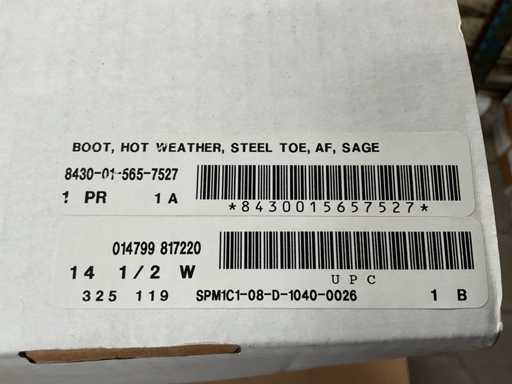 BOOT, HOT WEATHER, STEEL TOE, AF, SAGE
8430-01-565-7527
1 PR 1 A
*8430015657527*
014799 817220
14 1/2 W
UPC
325 119 SPM1C1-08-D-1040-0026 1 B